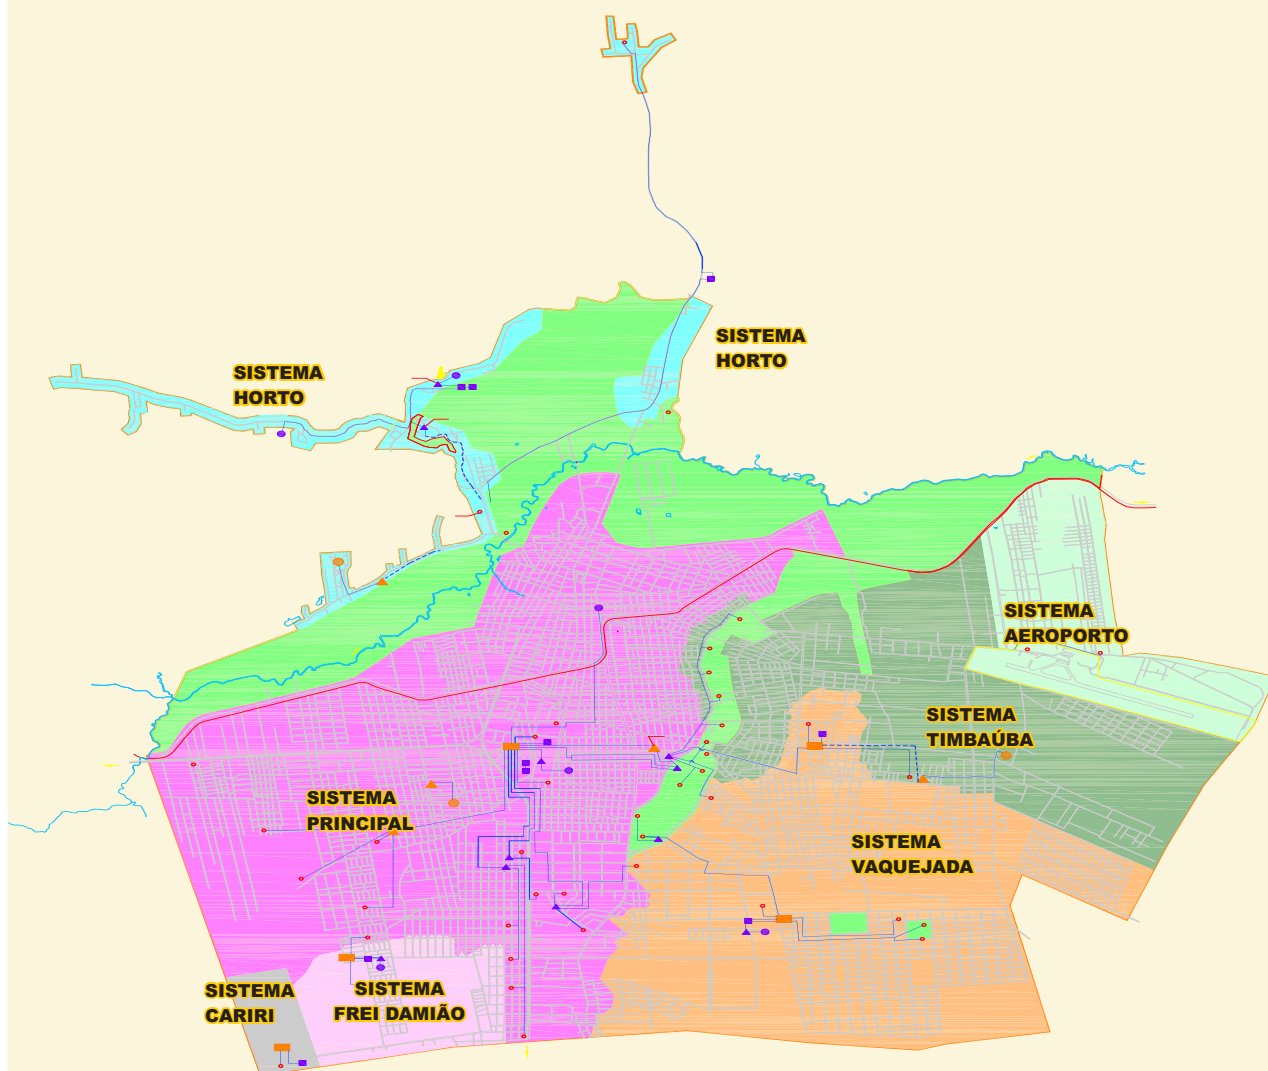 SISTEMA
HORTO
SISTEMA
HORTO
SISTEMA
AEROPORTO
SISTEMA
TIMBAÚBA
SISTEMA
PRINCIPAL
SISTEMA
VAQUEJADA
SISTEMA
CARIRI
SISTEMA
FREI DAMIÃO